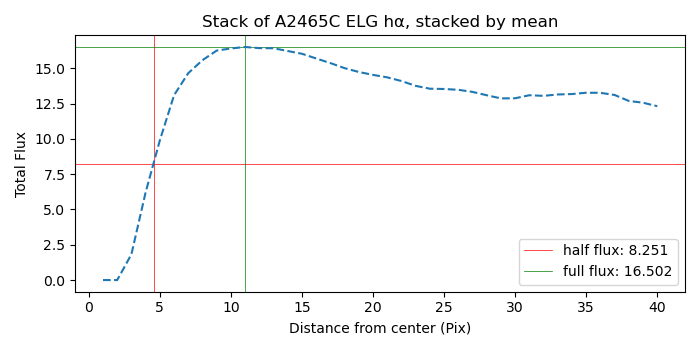 Stack of A2465C ELG hα, stacked by mean
Total Flux
15.0
12.5
10.0
7.5
5.0
2.5
0.0
half flux: 8.251
full flux: 16.502
0 5 10 15 20 25 30 35 40
Distance from center (Pix)